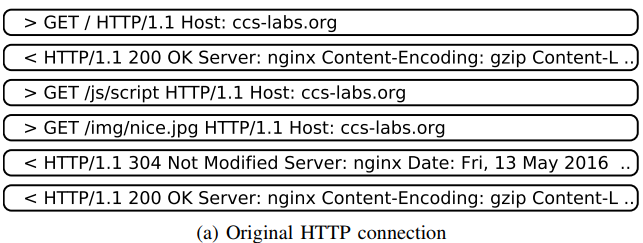 > GET / HTTP/1.1 Host: ccs-labs.org
< HTTP/1.1 200 OK Server: nginx Content-Encoding: gzip Content-L ..
> GET /js/script HTTP/1.1 Host: ccs-labs.org
> GET /img/nice.jpg HTTP/1.1 Host: ccs-labs.org
< HTTP/1.1 304 Not Modified Server: nginx Date: Fri, 13 May 2016 ..
< HTTP/1.1 200 OK Server: nginx Content-Encoding: gzip Content-L ..
(a) Original HTTP connection